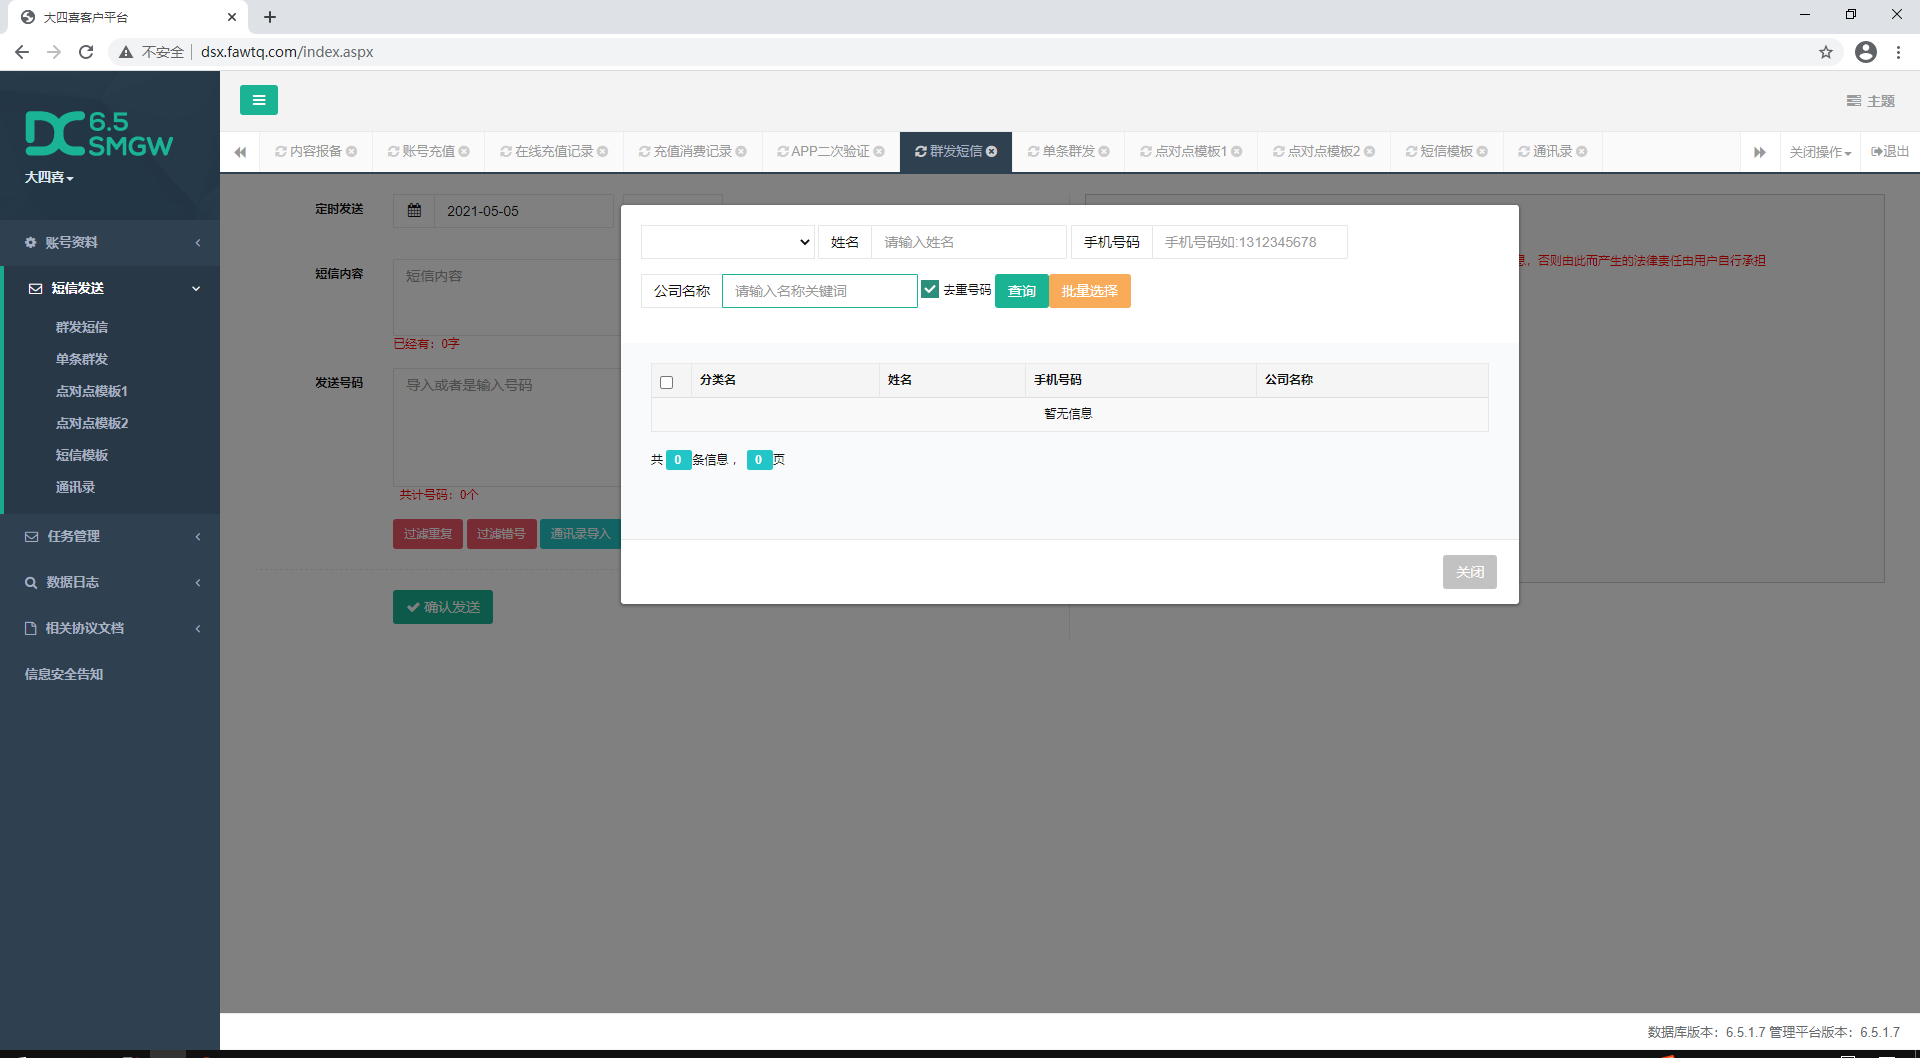 大四喜客户平台
不安全 dsx.fawtq.com/index.aspx
DC 6.5 SMGW
大四喜
主题
内容报备 账号充值 在线充值记录 充值消费记录 APP二次验证 群发短信 单条群发 点对点模板1 点对点模板2 短信模板 通讯录 关闭操作 退出
账号资料
短信发送
群发短信
单条群发
点对点模板1
点对点模板2
短信模板
通讯录
任务管理
数据日志
相关协议文档
信息安全告知
定时发送 2021-05-05
短信内容 短信内容
已经有：0字
发送号码 导入或者是输入号码
共计号码：0个
过滤重复 过滤错号 通讯录导入
确认发送
姓名 请输入姓名 手机号码 手机号码如:1312345678
公司名称 请输入名称关键词 去重号码 查询 批量选择
分类名 姓名 手机号码 公司名称
暂无信息
共 0 条信息， 0 页
关闭
息，否则由此而产生的法律责任由用户自行承担
数据库版本：6.5.1.7 管理平台版本：6.5.1.7